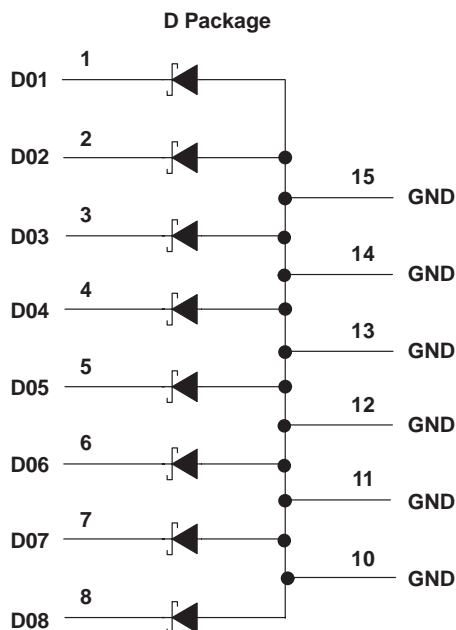 D Package
1
D01
2
D02
15
GND
3
D03
14
GND
4
D04
13
GND
5
D05
12
GND
6
D06
11
GND
7
D07
10
GND
8
D08